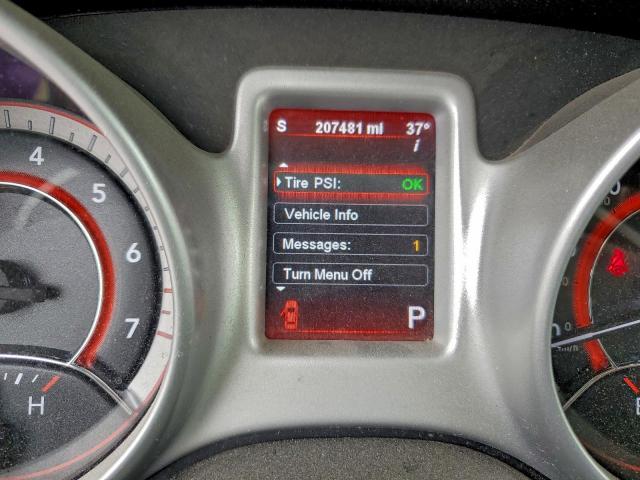 S 207481 mi 37°
i
Tire PSI: OK
Vehicle Info
Messages: 1
Turn Menu Off
P
4
5
6
7
H